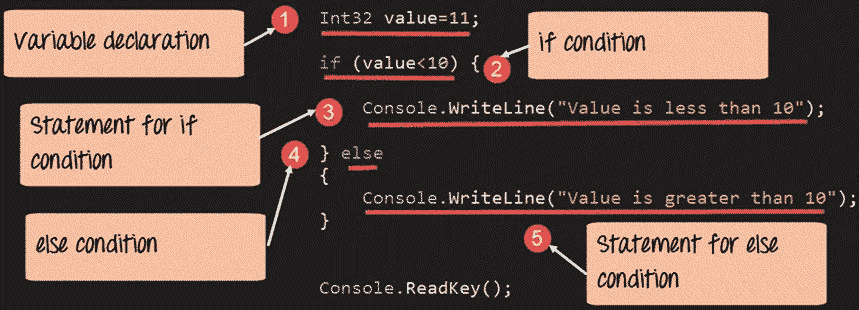 Variable declaration
1
Int32 value=11;
if (value<10) {
2
if condition
3
Console.WriteLine("Value is less than 10");
Statement for if
condition
4
} else
{
Console.WriteLine("Value is greater than 10");
}
else condition
5
Statement for else
condition
Console.ReadKey();